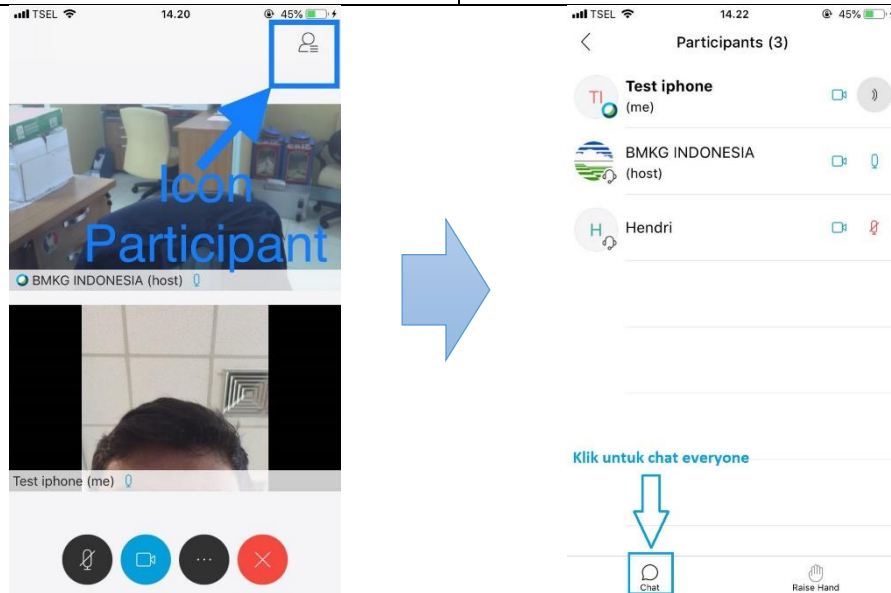 TSEL
14.20
45%
Icon
Participant
BMKG INDONESIA (host)
Test iphone (me)
TSEL
14.22
45%
Participants (3)
TI
Test iphone
(me)
BMKG INDONESIA
(host)
H
Hendri
Klik untuk chat everyone
Chat
Raise Hand